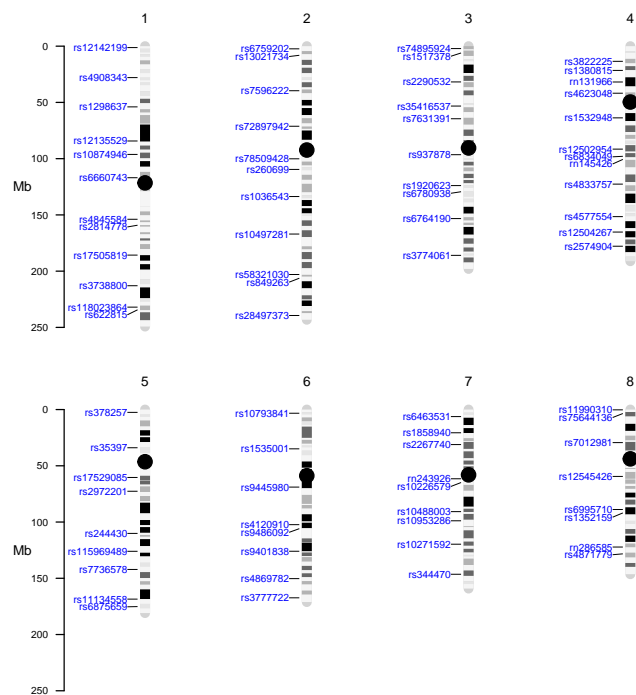 1
2
3
4
0
50
100
150
200
250
Mb
rs12142199
rs4908343
rs1298637
rs12135529
rs10874946
rs6660743
rs4845584
rs2814778
rs17505819
rs3738800
rs118023864
rs622815
rs6759202
rs13021734
rs7596222
rs72897942
rs78509428
rs260699
rs1036543
rs10497281
rs58321030
rs849263
rs28497373
rs74895924
rs1517378
rs2290532
rs35416537
rs7631391
rs937878
rs1920623
rs6780938
rs6764190
rs3774061
rs3822225
rs1380815
rn131966
rs4623048
rs1532948
rs12502954
rs6834049
rn145426
rs4833757
rs4577554
rs12504267
rs2574904
5
6
7
8
0
50
100
150
200
250
Mb
rs378257
rs35397
rs17529085
rs2972201
rs244430
rs115969489
rs7736578
rs11134558
rs6875659
rs10793841
rs1535001
rs9445980
rs4120910
rs9486092
rs9401838
rs4869782
rs3777722
rs6463531
rs1858940
rs2267740
rn243926
rs10226579
rs10488003
rs10953286
rs10271592
rs344470
rs11990310
rs75644136
rs7012981
rs12545426
rs6995710
rs1352159
rn286585
rs4871779